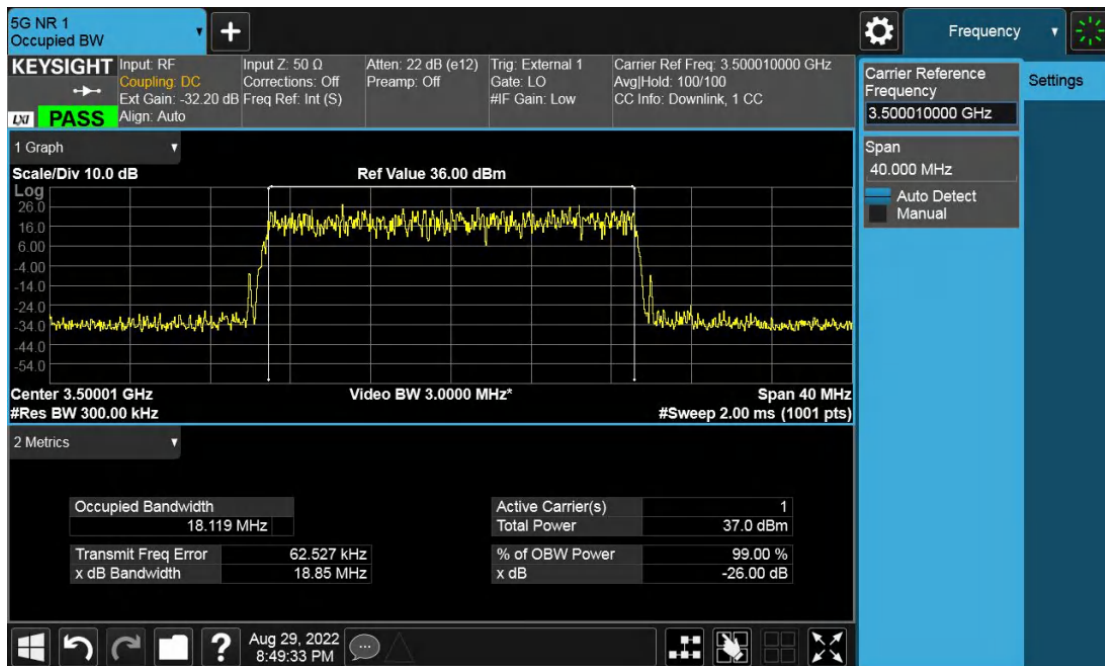 5G NR 1
Occupied BW
+
Frequency
KEYSIGHT
LXI PASS
Input: RF
Coupling: DC
Ext Gain: -32.20 dB
Align: Auto
Input Z: 50 Ω
Corrections: Off
Freq Ref: Int (S)
Atten: 22 dB (e12)
Preamp: Off
Trig: External 1
Gate: LO
#IF Gain: Low
Carrier Ref Freq: 3.500010000 GHz
Avg|Hold: 100/100
CC Info: Downlink, 1 CC
Carrier Reference
Frequency
3.500010000 GHz
Span
40.000 MHz
Auto Detect
Manual
Settings
1 Graph
Scale/Div 10.0 dB
Ref Value 36.00 dBm
Log
26.0
16.0
6.00
-4.00
-14.0
-24.0
-34.0
-44.0
-54.0
Center 3.50001 GHz
Video BW 3.0000 MHz*
Span 40 MHz
#Res BW 300.00 kHz
#Sweep 2.00 ms (1001 pts)
2 Metrics
Occupied Bandwidth
18.119 MHz
Transmit Freq Error 62.527 kHz
x dB Bandwidth 18.85 MHz
Active Carrier(s) 1
Total Power 37.0 dBm
% of OBW Power 99.00 %
x dB -26.00 dB
?
Aug 29, 2022
8:49:33 PM